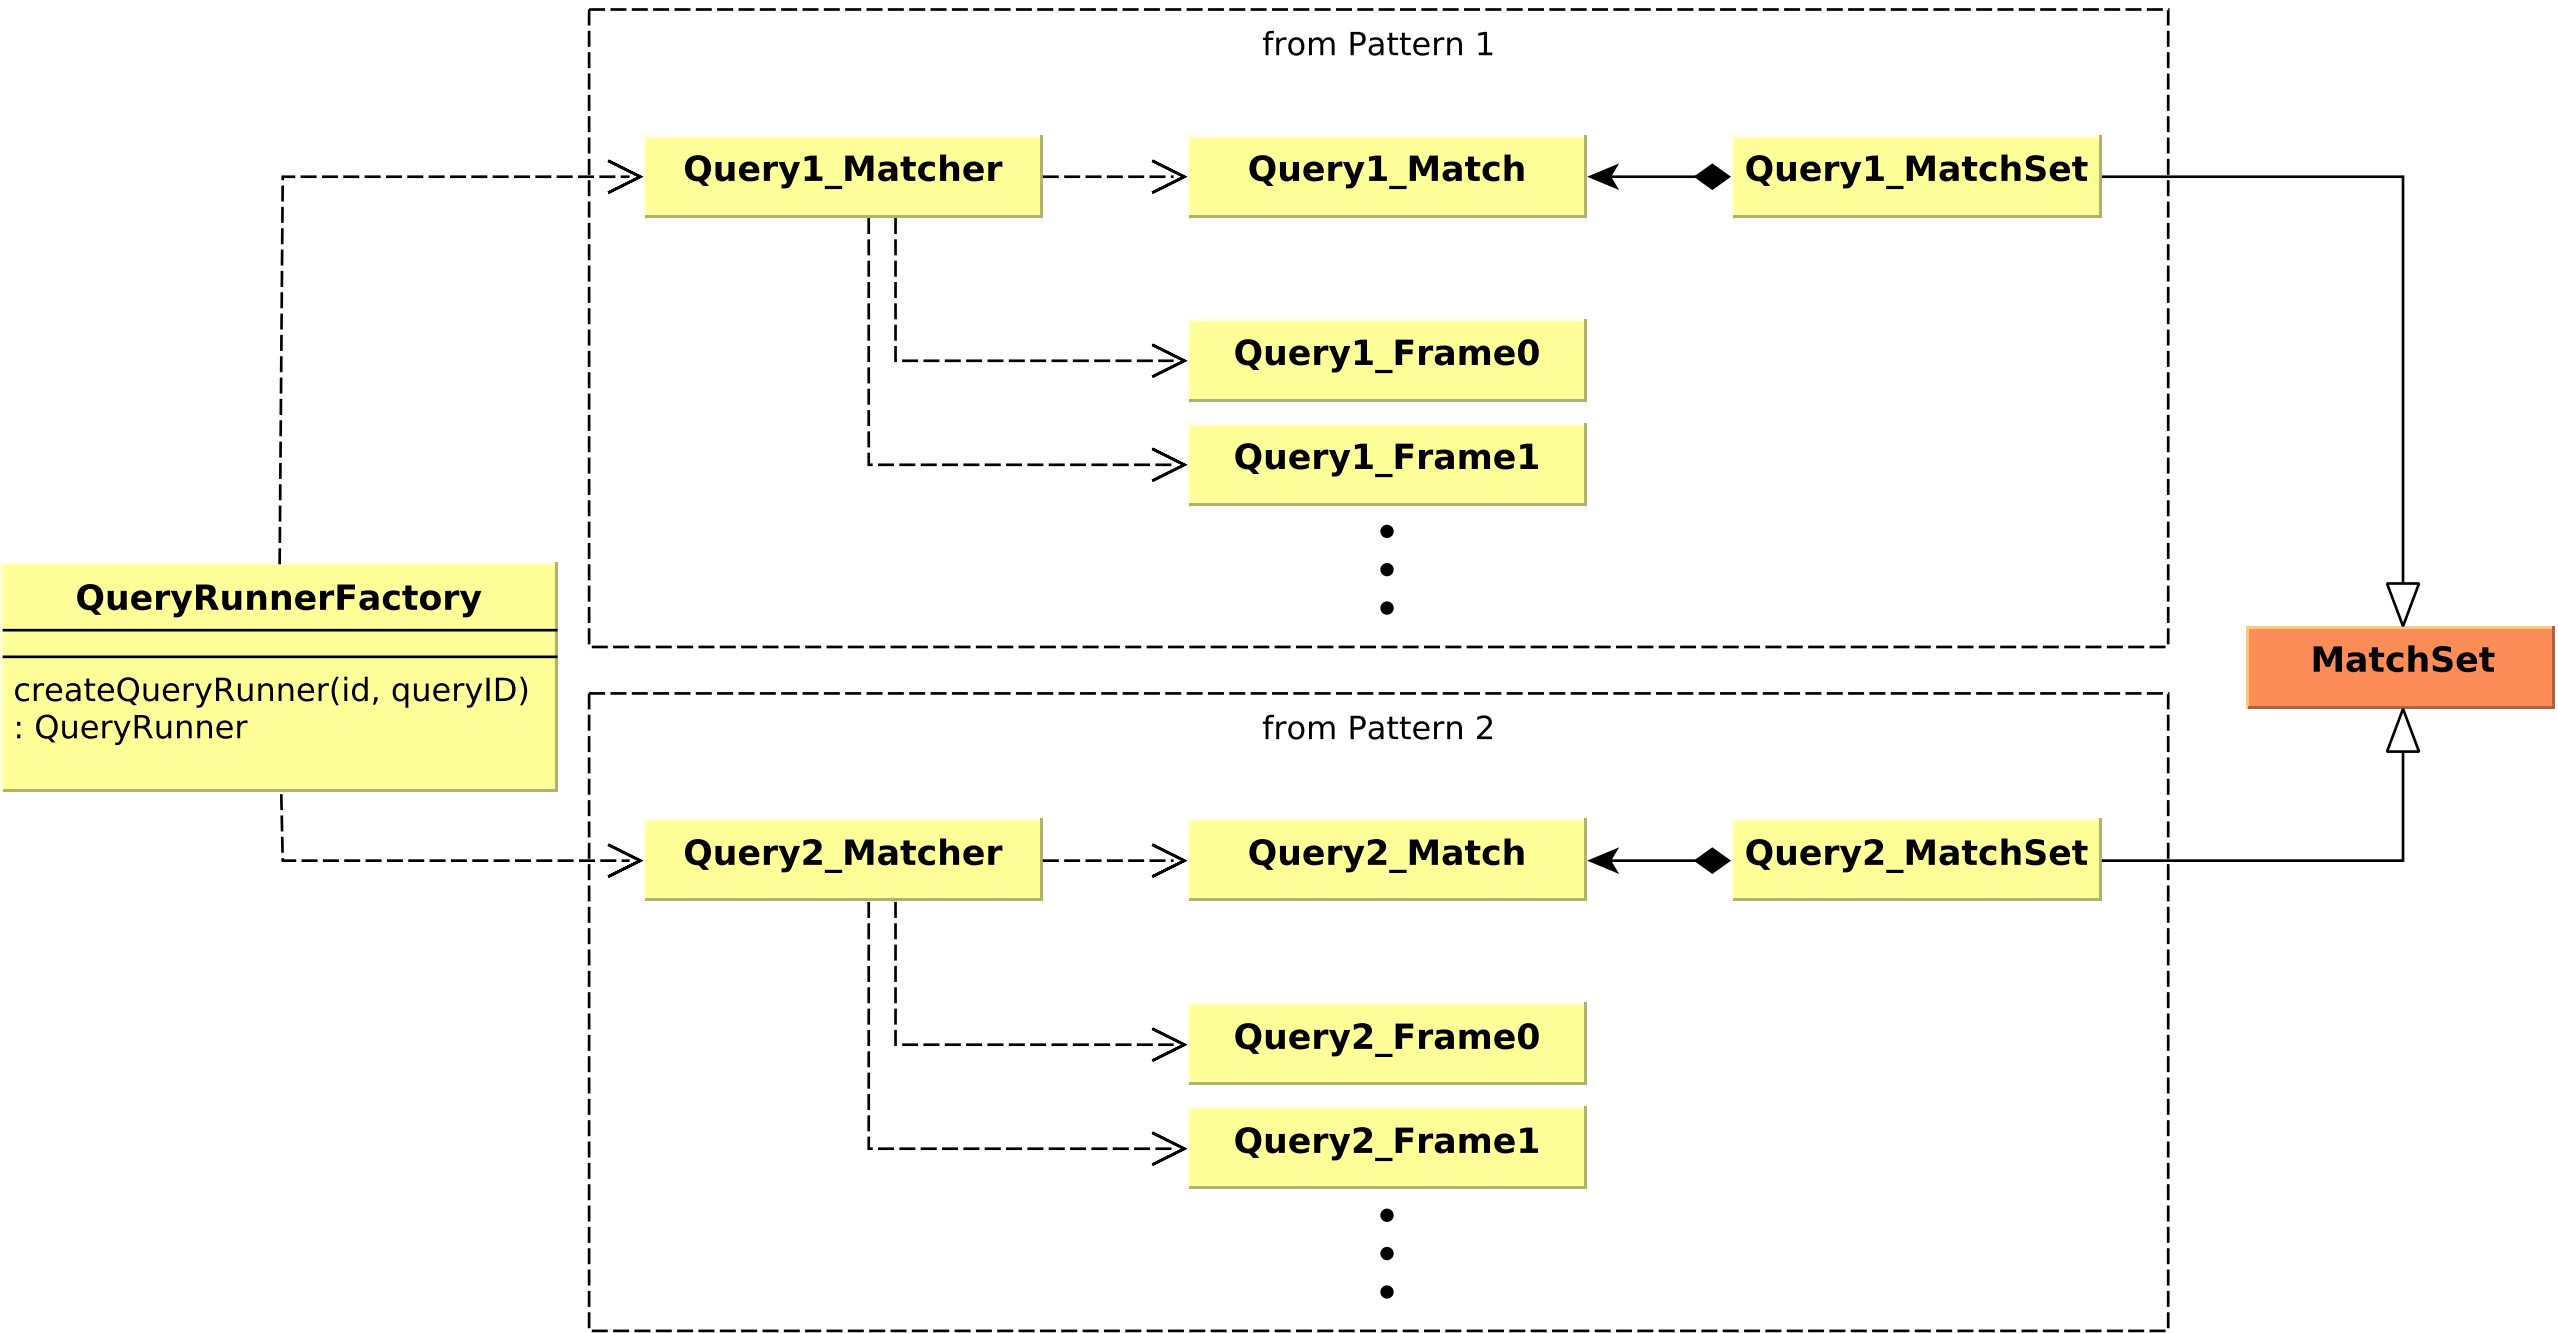 from Pattern 1
Query1_Matcher
Query1_Match
Query1_MatchSet
Query1_Frame0
Query1_Frame1
QueryRunnerFactory
createQueryRunner(id, queryID)
: QueryRunner
MatchSet
from Pattern 2
Query2_Matcher
Query2_Match
Query2_MatchSet
Query2_Frame0
Query2_Frame1